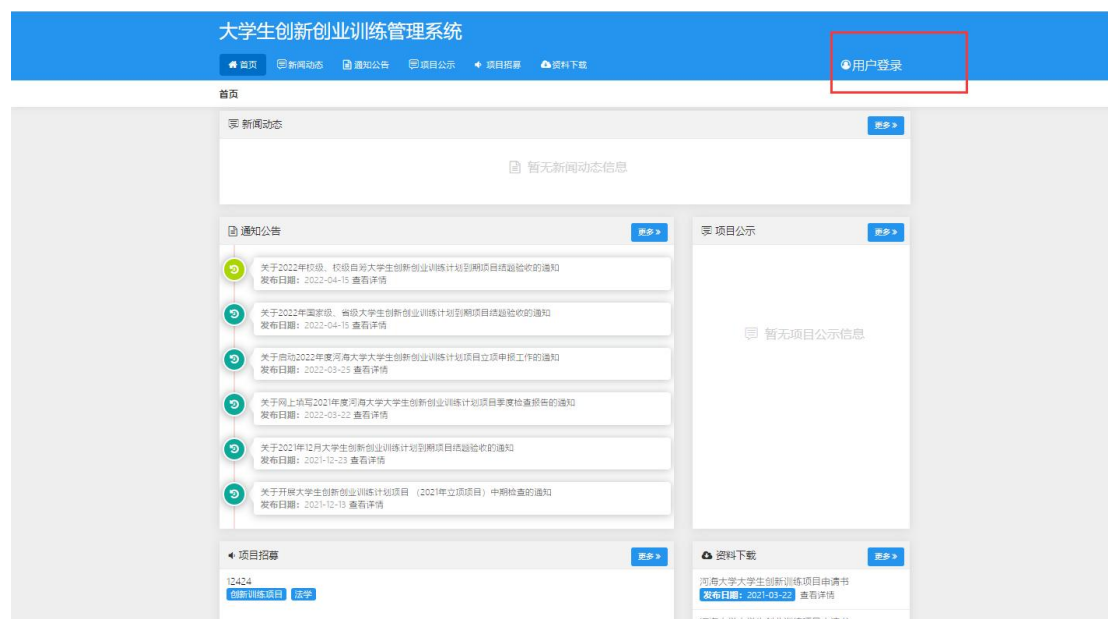 大学生创新创业训练管理系统
首页 新闻动态 通知公告 项目公示 项目招募 资料下载 用户登录
首页
新闻动态 更多
暂无新闻动态信息
通知公告 更多
关于2022年校级、校级自筹大学生创新创业训练计划到期项目结题验收的通知
发布日期：2022-04-15 查看详情
关于2022年国家级、省级大学生创新创业训练计划到期项目结题验收的通知
发布日期：2022-04-15 查看详情
关于启动2022年度河海大学大学生创新创业训练计划项目立项申报工作的通知
发布日期：2022-03-25 查看详情
关于网上填写2021年度河海大学大学生创新创业训练计划项目季度检查报告的通知
发布日期：2022-03-22 查看详情
关于2021年12月大学生创新创业训练计划到期项目结题验收的通知
发布日期：2021-12-23 查看详情
关于开展大学生创新创业训练计划项目 （2021年立项项目）中期检查的通知
发布日期：2021-12-13 查看详情
项目公示 更多
暂无项目公示信息
项目招募 更多
12424
创新训练项目 法学
资料下载 更多
河海大学大学生创新训练项目申请书
发布日期：2021-03-22 查看详情